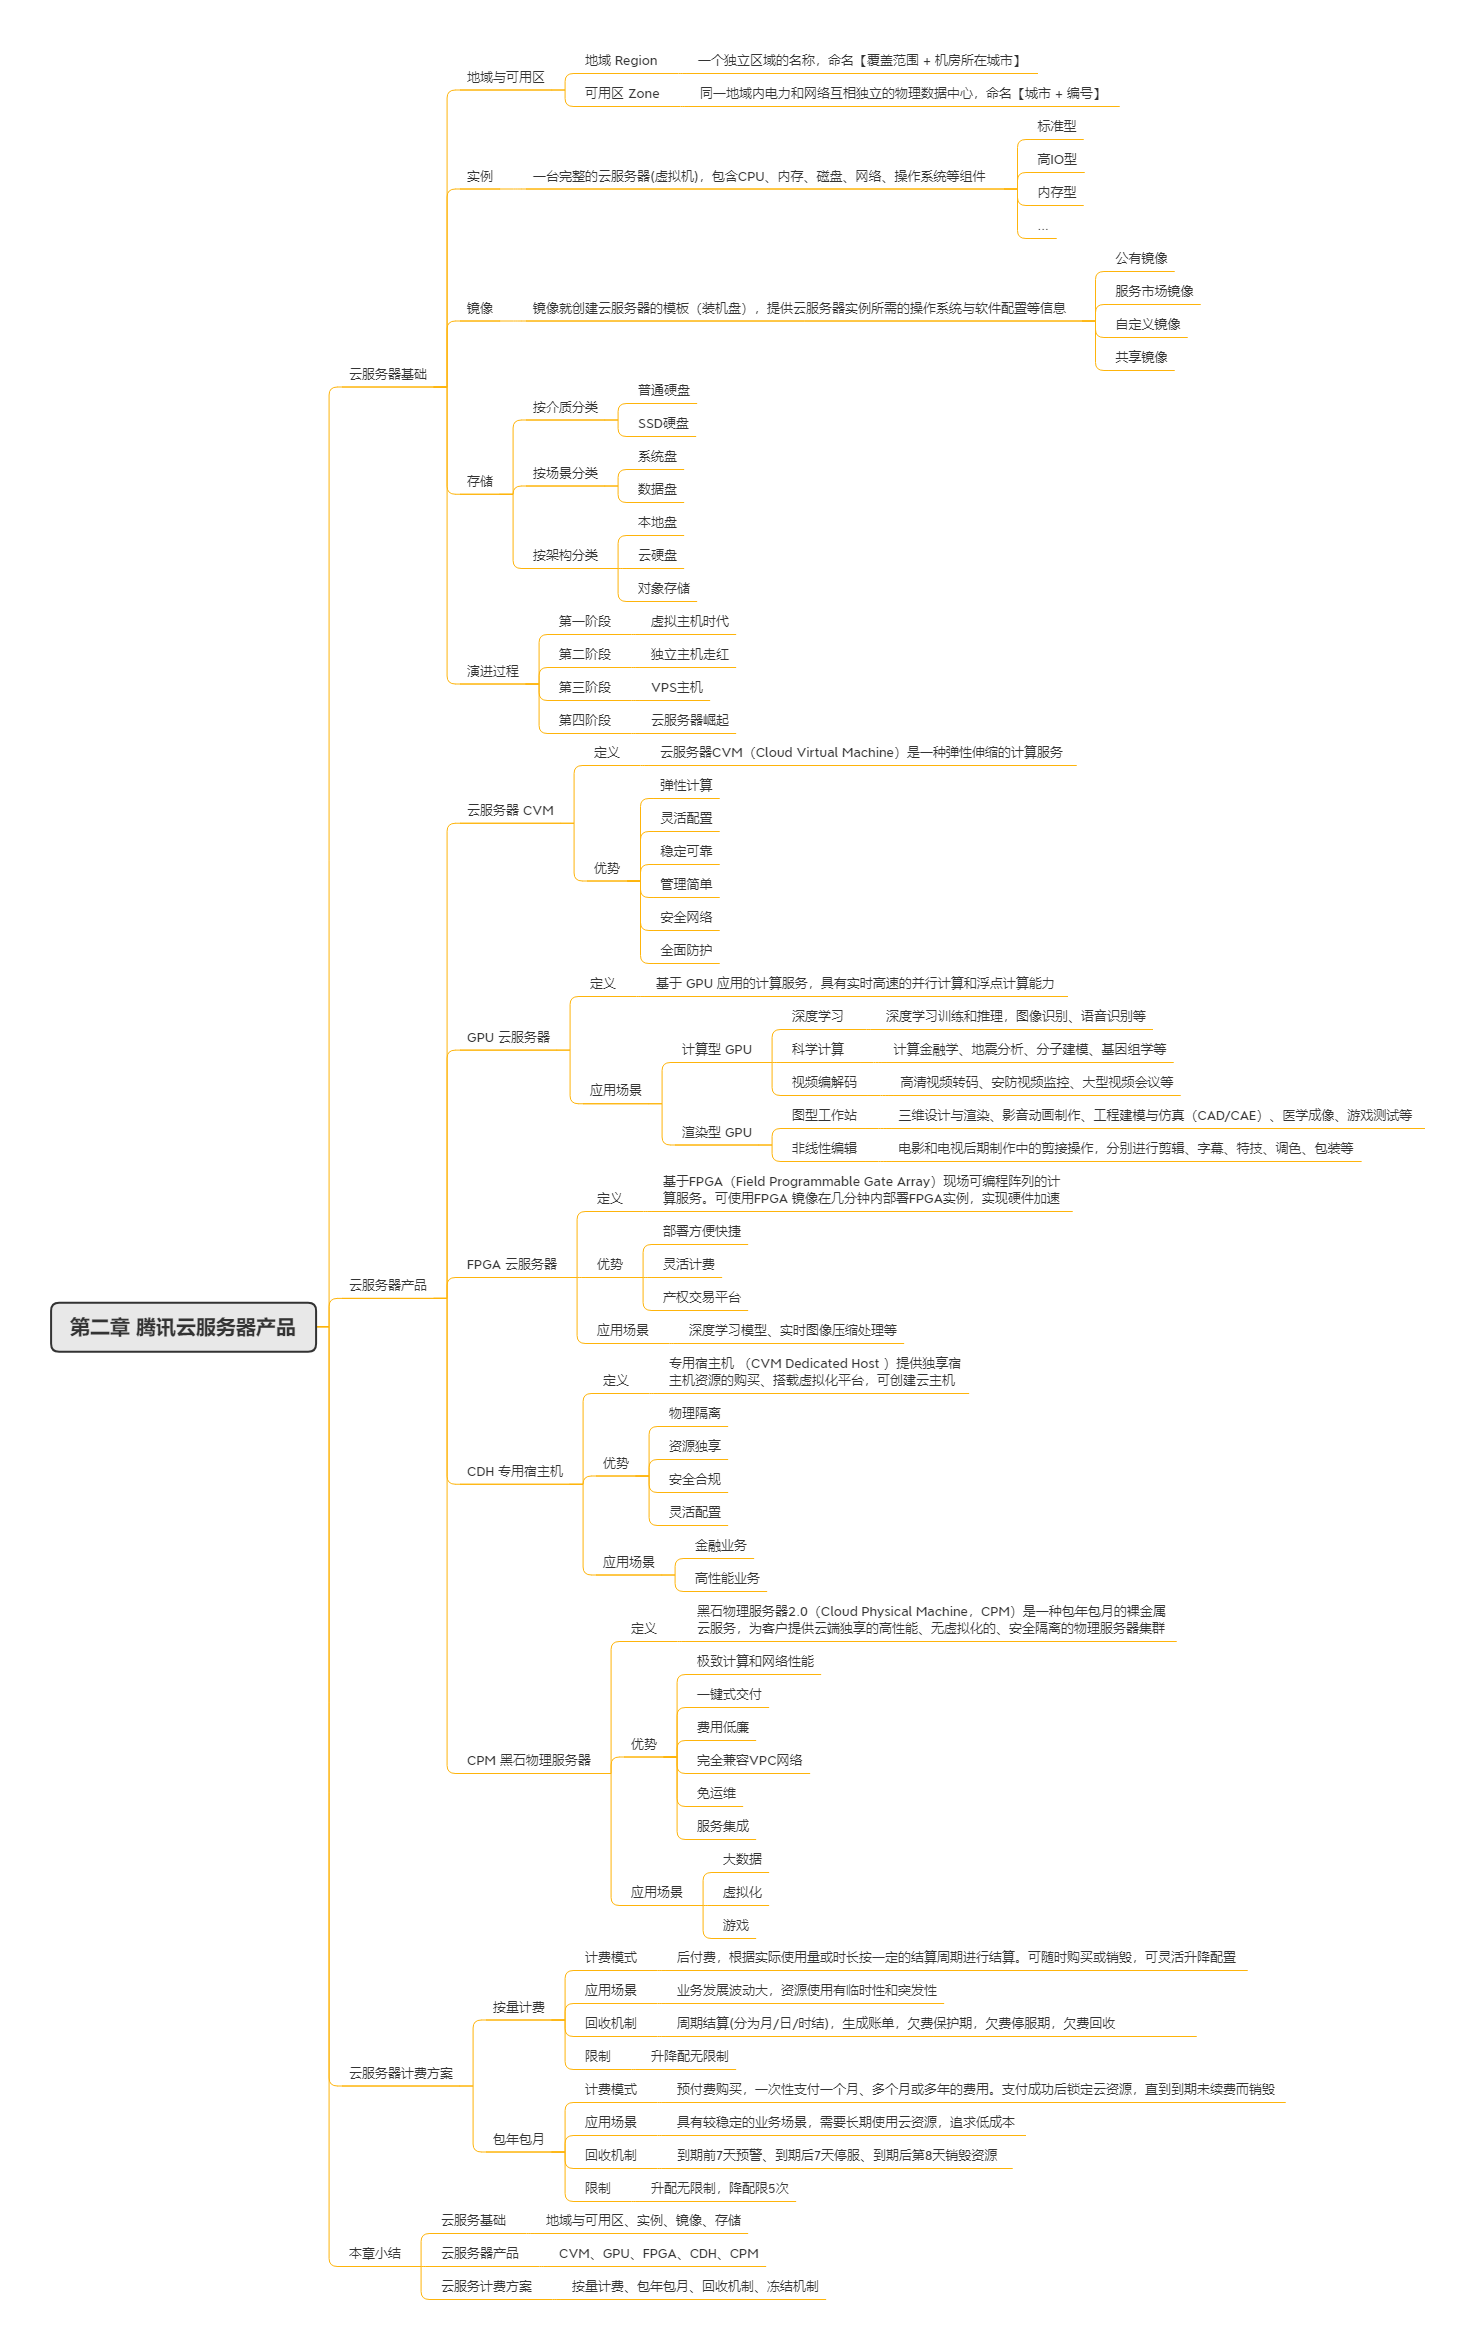 第二章 腾讯云服务器产品
云服务器基础
地域与可用区
地域 Region
一个独立区域的名称，命名【覆盖范围 + 机房所在城市】
可用区 Zone
同一地域内电力和网络互相独立的物理数据中心，命名【城市 + 编号】
实例
一台完整的云服务器(虚拟机)，包含CPU、内存、磁盘、网络、操作系统等组件
标准型
高IO型
内存型
...
镜像
镜像就创建云服务器的模板（装机盘），提供云服务器实例所需的操作系统与软件配置等信息
公有镜像
服务市场镜像
自定义镜像
共享镜像
存储
按介质分类
普通硬盘
SSD硬盘
按场景分类
系统盘
数据盘
按架构分类
本地盘
云硬盘
对象存储
演进过程
第一阶段
虚拟主机时代
第二阶段
独立主机走红
第三阶段
VPS主机
第四阶段
云服务器崛起
云服务器产品
云服务器 CVM
定义
云服务器CVM（Cloud Virtual Machine）是一种弹性伸缩的计算服务
优势
弹性计算
灵活配置
稳定可靠
管理简单
安全网络
全面防护
GPU 云服务器
定义
基于 GPU 应用的计算服务，具有实时高速的并行计算和浮点计算能力
应用场景
计算型 GPU
深度学习
深度学习训练和推理，图像识别、语音识别等
科学计算
计算金融学、地震分析、分子建模、基因组学等
视频编解码
高清视频转码、安防视频监控、大型视频会议等
渲染型 GPU
图型工作站
三维设计与渲染、影音动画制作、工程建模与仿真（CAD/CAE）、医学成像、游戏测试等
非线性编辑
电影和电视后期制作中的剪接操作，分别进行剪辑、字幕、特技、调色、包装等
FPGA 云服务器
定义
基于FPGA（Field Programmable Gate Array）现场可编程阵列的计
算服务。可使用FPGA 镜像在几分钟内部署FPGA实例，实现硬件加速
优势
部署方便快捷
灵活计费
产权交易平台
应用场景
深度学习模型、实时图像压缩处理等
CDH 专用宿主机
定义
专用宿主机 （CVM Dedicated Host ）提供独享宿
主机资源的购买、搭载虚拟化平台，可创建云主机
优势
物理隔离
资源独享
安全合规
灵活配置
应用场景
金融业务
高性能业务
CPM 黑石物理服务器
定义
黑石物理服务器2.0（Cloud Physical Machine，CPM）是一种包年包月的裸金属
云服务，为客户提供云端独享的高性能、无虚拟化的、安全隔离的物理服务器集群
优势
极致计算和网络性能
一键式交付
费用低廉
完全兼容VPC网络
免运维
服务集成
应用场景
大数据
虚拟化
游戏
云服务器计费方案
按量计费
计费模式
后付费，根据实际使用量或时长按一定的结算周期进行结算。可随时购买或销毁，可灵活升降配置
应用场景
业务发展波动大，资源使用有临时性和突发性
回收机制
周期结算(分为月/日/时结)，生成账单，欠费保护期，欠费停服期，欠费回收
限制
升降配无限制
包年包月
计费模式
预付费购买，一次性支付一个月、多个月或多年的费用。支付成功后锁定云资源，直到到期未续费而销毁
应用场景
具有较稳定的业务场景，需要长期使用云资源，追求低成本
回收机制
到期前7天预警、到期后7天停服、到期后第8天销毁资源
限制
升配无限制，降配限5次
本章小结
云服务基础
地域与可用区、实例、镜像、存储
云服务器产品
CVM、GPU、FPGA、CDH、CPM
云服务计费方案
按量计费、包年包月、回收机制、冻结机制